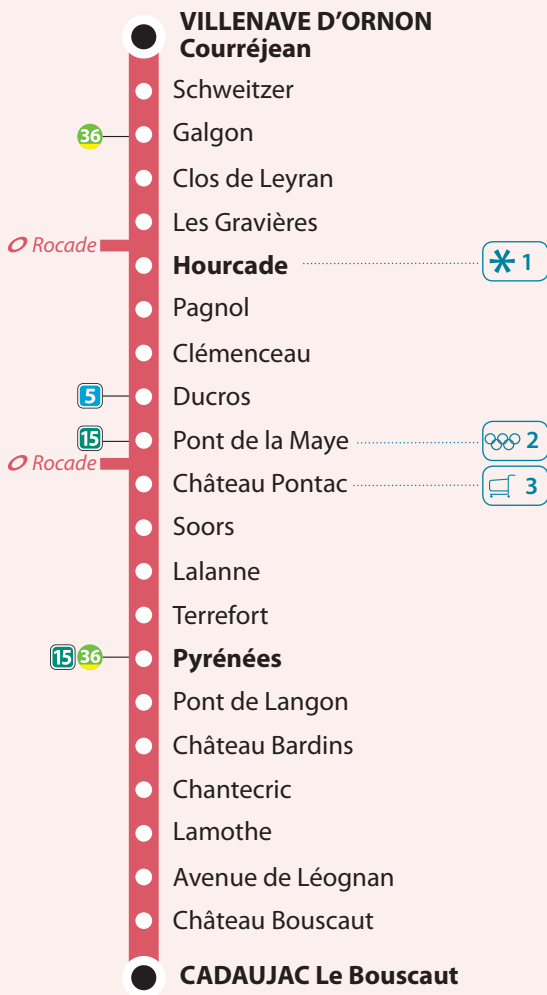 VILLENAVE D'ORNON
Courréjean
Schweitzer
36 Galgon
Clos de Leyran
Les Gravières
Rocade
Hourcade 1
Pagnol
Clémenceau
5 Ducros
15 Pont de la Maye 2
Rocade
Château Pontac 3
Soors
Lalanne
Terrefort
15 36 Pyrénées
Pont de Langon
Château Bardins
Chantecric
Lamothe
Avenue de Léognan
Château Bouscaut
CADAUJAC Le Bouscaut